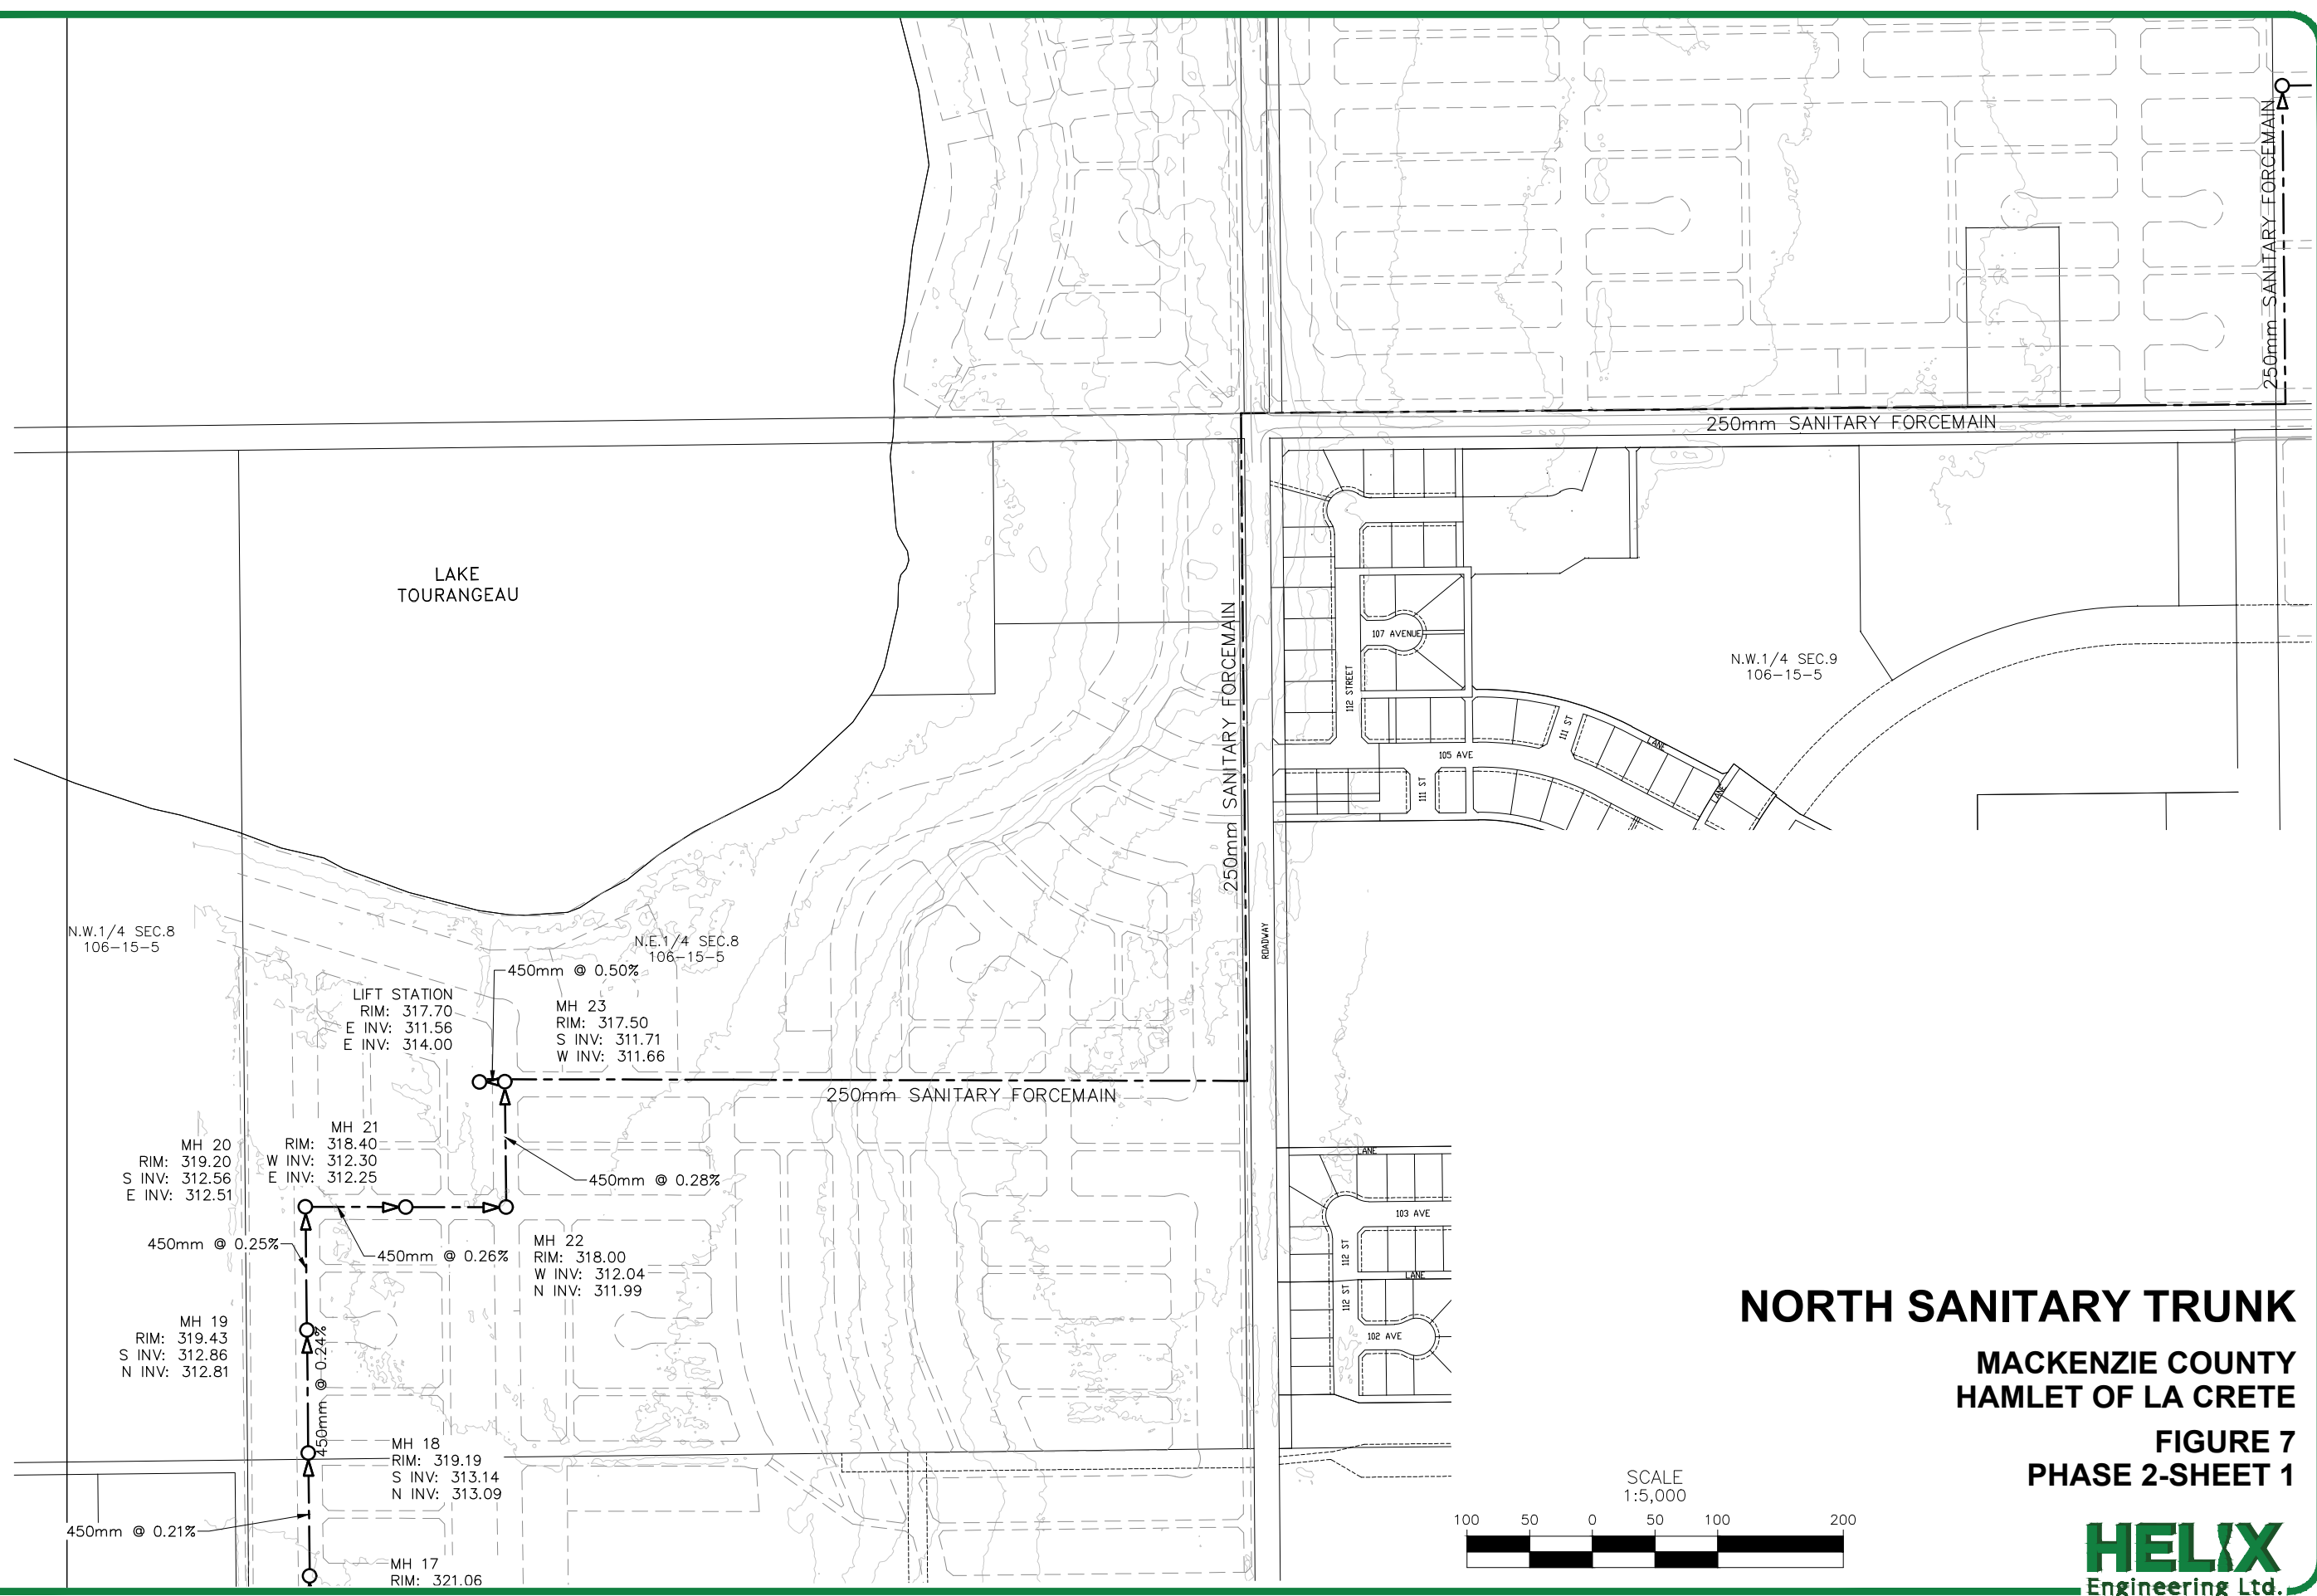 250mm SANITARY FORCEMAIN
250mm SANITARY FORCEMAIN
LAKE
TOURANGEAU
250mm SANITARY FORCEMAIN
107 AVENUE
112 STREET
N.W.1/4 SEC.9
106-15-5
111 ST
LANE
105 AVE
111 ST
LANE
ROADWAY
N.W.1/4 SEC.8
106-15-5
N.E.1/4 SEC.8
106-15-5
450mm @ 0.50%
LIFT STATION
RIM: 317.70
E INV: 311.56
E INV: 314.00
MH 23
RIM: 317.50
S INV: 311.71
W INV: 311.66
250mm SANITARY FORCEMAIN
MH 20
RIM: 319.20
S INV: 312.56
E INV: 312.51
MH 21
RIM: 318.40
W INV: 312.30
E INV: 312.25
450mm @ 0.28%
LANE
103 AVE
112 ST
450mm @ 0.25%
450mm @ 0.26%
MH 22
RIM: 318.00
W INV: 312.04
N INV: 311.99
LANE
112 ST
102 AVE
MH 19
RIM: 319.43
S INV: 312.86
N INV: 312.81
450mm @ 0.24%
MH 18
RIM: 319.19
S INV: 313.14
N INV: 313.09
450mm @ 0.21%
MH 17
RIM: 321.06
NORTH SANITARY TRUNK
MACKENZIE COUNTY
HAMLET OF LA CRETE
FIGURE 7
PHASE 2-SHEET 1
SCALE
1:5,000
100 50 0 50 100 200
HELIX
Engineering Ltd.